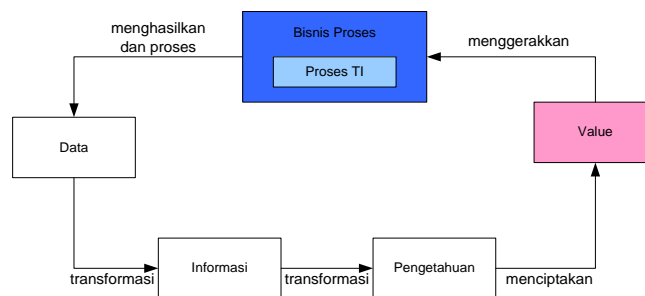 Bisnis Proses
Proses TI
menghasilkan
dan proses
menggerakkan
Data
Value
transformasi
Informasi
transformasi
Pengetahuan
menciptakan